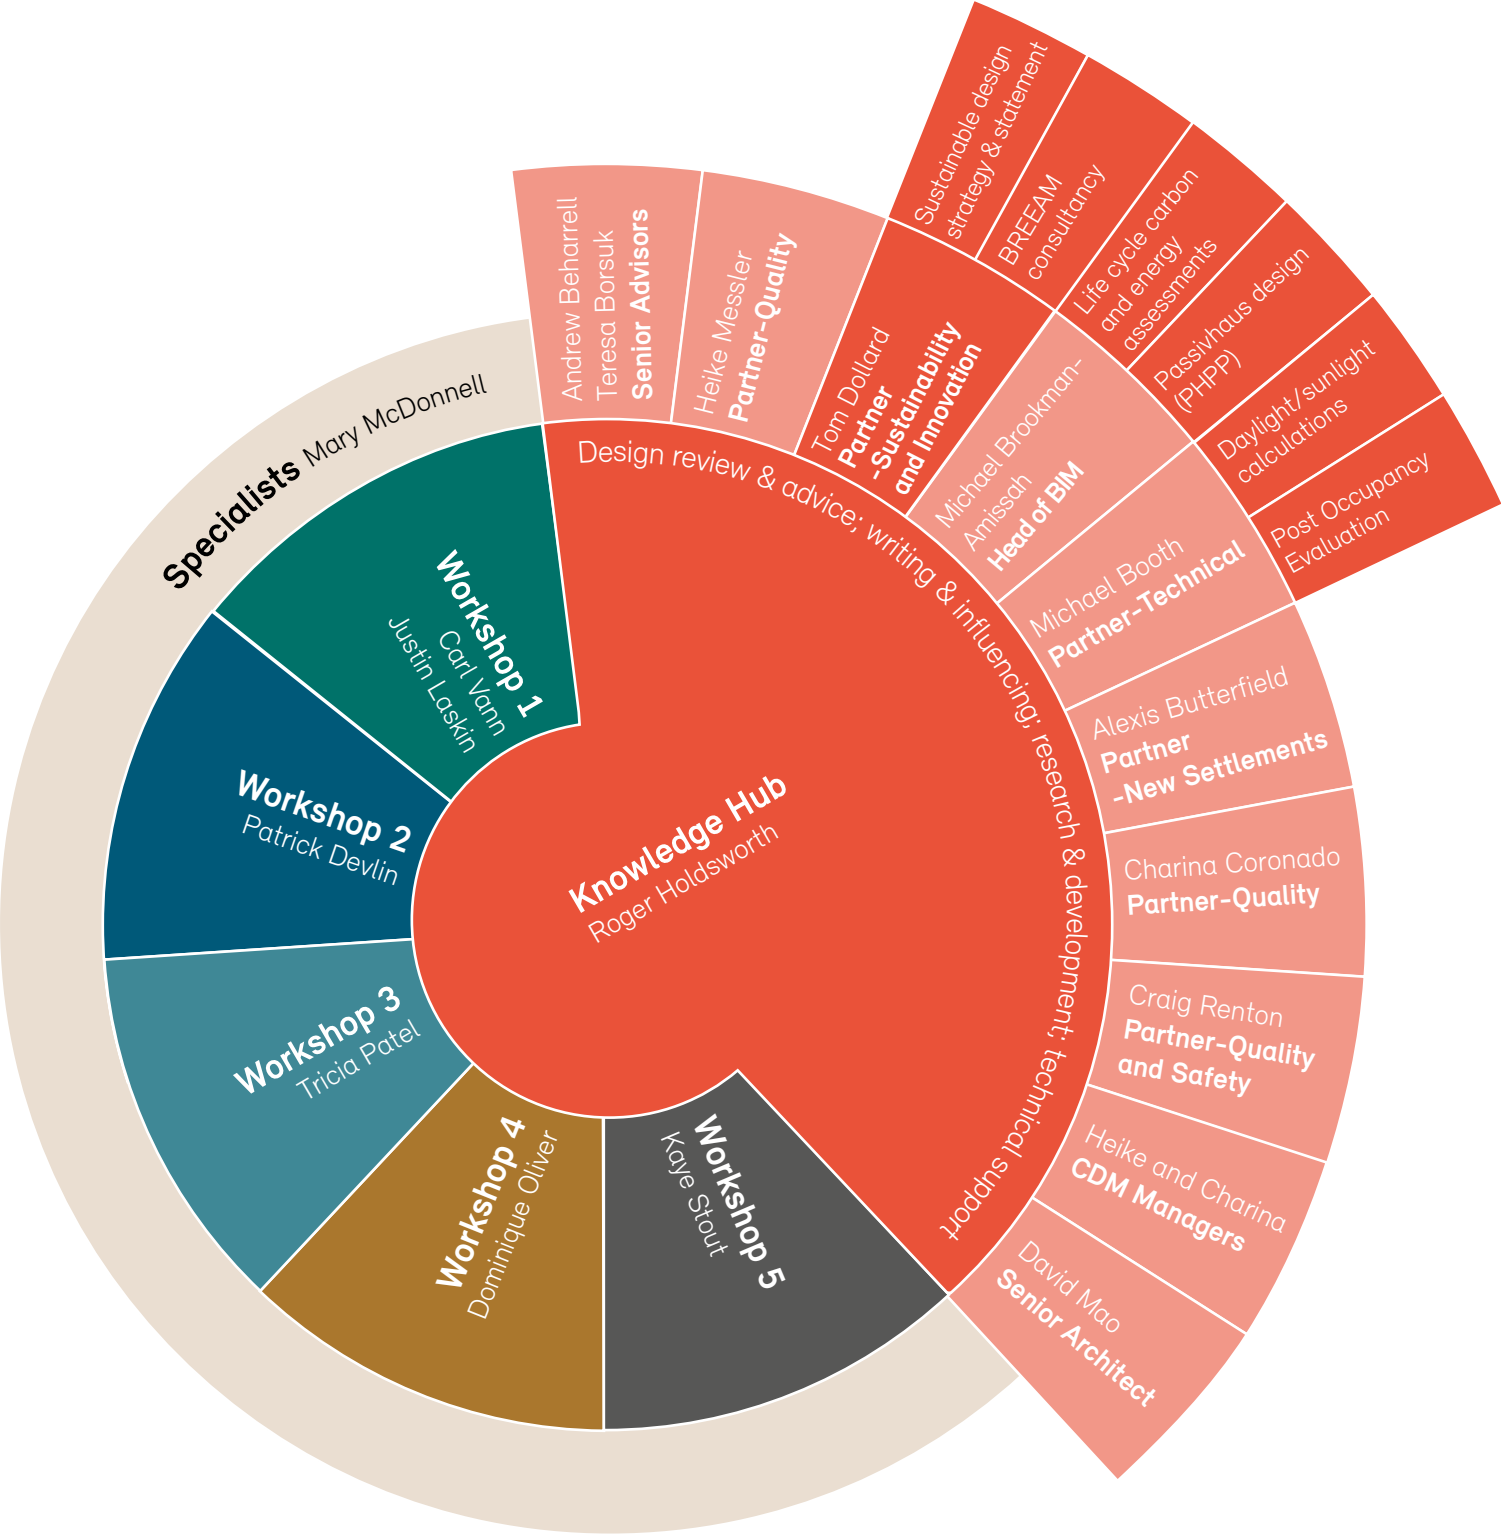 Sustainable design
strategy & statement
BREEAM
consultancy
Life cycle carbon
and energy
assessments
Passivhaus design
(PHPP)
Daylight/sunlight
calculations
Post Occupancy
Evaluation
Andrew Beharrell
Teresa Borsuk
Senior Advisors
Heike Messler
Partner-Quality
Tom Dollard
Partner
-Sustainability
and Innovation
Michael Brookman-
Amissah
Head of BIM
Michael Booth
Partner-Technical
Alexis Butterfield
Partner
-New Settlements
Charina Coronado
Partner-Quality
Craig Renton
Partner-Quality
and Safety
Heike and Charina
CDM Managers
David Mao
Senior Architect
Design review & advice; writing & influencing; research & development; technical support
Knowledge Hub
Roger Holdsworth
Specialists Mary McDonnell
Workshop 1
Carl Vann
Justin Laskin
Workshop 2
Patrick Devlin
Workshop 3
Tricia Patel
Workshop 4
Dominique Oliver
Workshop 5
Kaye Stout